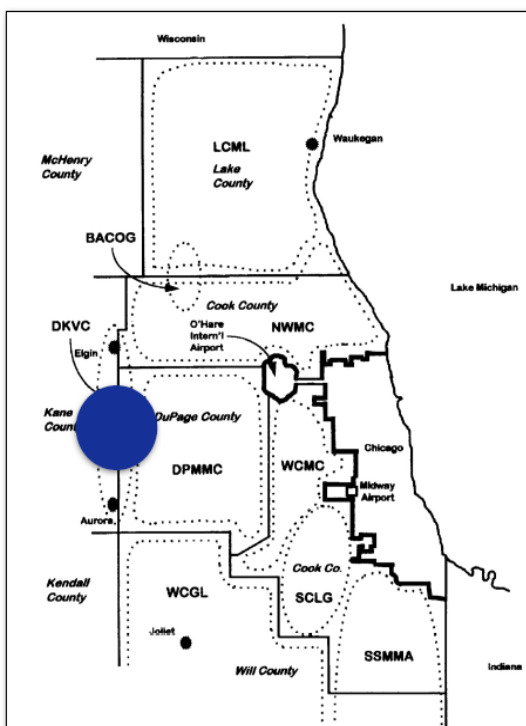 Wisconsin
Waukegan
LCML
Lake
County
McHenry
County
BACOG
Lake Michigan
Cook County
DKVC
O'Hare
Intern'l
Airport
NWMC
Elgin
Kane
DuPage County
Chicago
DPMMC
WCMC
Midway
Airport
Aurora
Cook Co.
Kendall
County
WCGL
SCLG
Joliet
SSMMA
Will County
Indiana